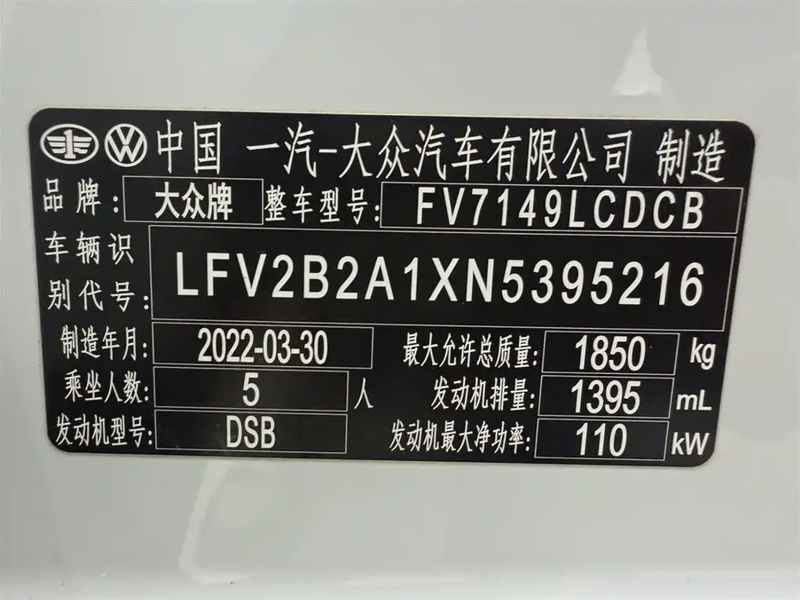 中国 一汽-大众汽车有限公司 制造
品牌: 大众牌 整车型号: FV7149LCDCB
车辆识
别代号: LFV2B2A1XN5395216
制造年月: 2022-03-30 最大允许总质量: 1850 kg
乘坐人数: 5 人 发动机排量: 1395 mL
发动机型号: DSB 发动机最大净功率: 110 kW